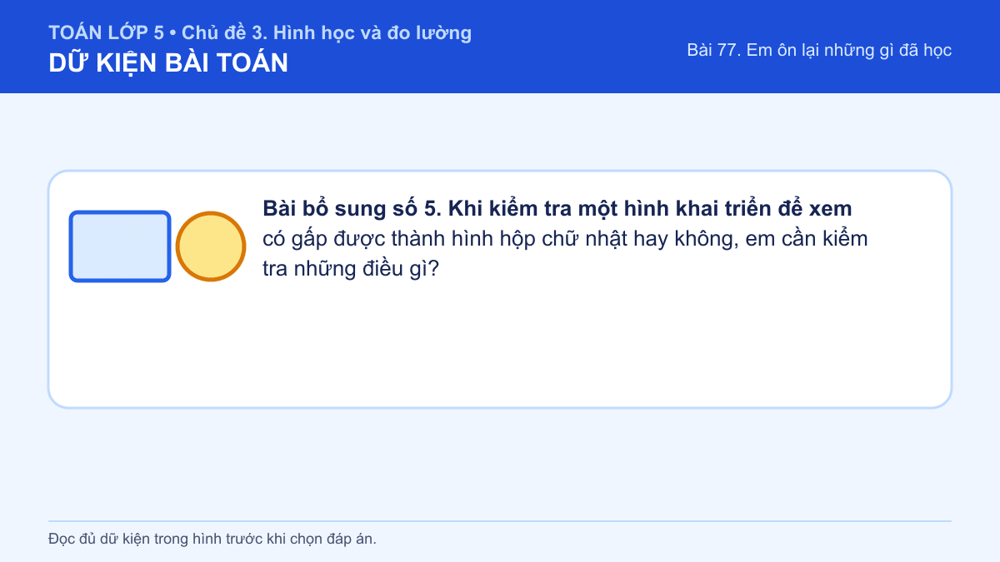 TOÁN LỚP 5 • Chủ đề 3. Hình học và đo lường
DỮ KIỆN BÀI TOÁN
Bài 77. Em ôn lại những gì đã học
Bài bổ sung số 5. Khi kiểm tra một hình khai triển để xem
có gấp được thành hình hộp chữ nhật hay không, em cần kiểm
tra những điều gì?
Đọc đủ dữ kiện trong hình trước khi chọn đáp án.